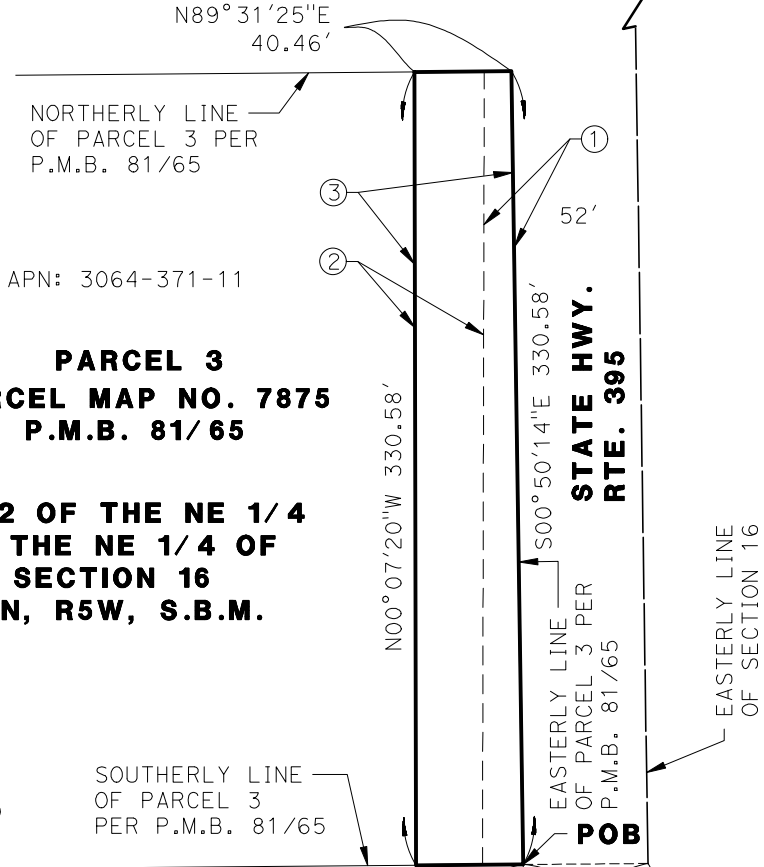 N89°31'25"E
40.46'
NORTHERLY LINE
OF PARCEL 3 PER
P.M.B. 81/65
1
3
52'
2
APN: 3064-371-11
PARCEL 3
RCEL MAP NO. 7875
P.M.B. 81/65
2 OF THE NE 1/4
THE NE 1/4 OF
SECTION 16
N, R5W, S.B.M.
N00°07'20"W 330.58'
S00°50'14"E 330.58'
STATE HWY.
RTE. 395
EASTERLY LINE
OF PARCEL 3 PER
P.M.B. 81/65
EASTERLY LINE
OF SECTION 16
SOUTHERLY LINE
OF PARCEL 3
PER P.M.B. 81/65
POB